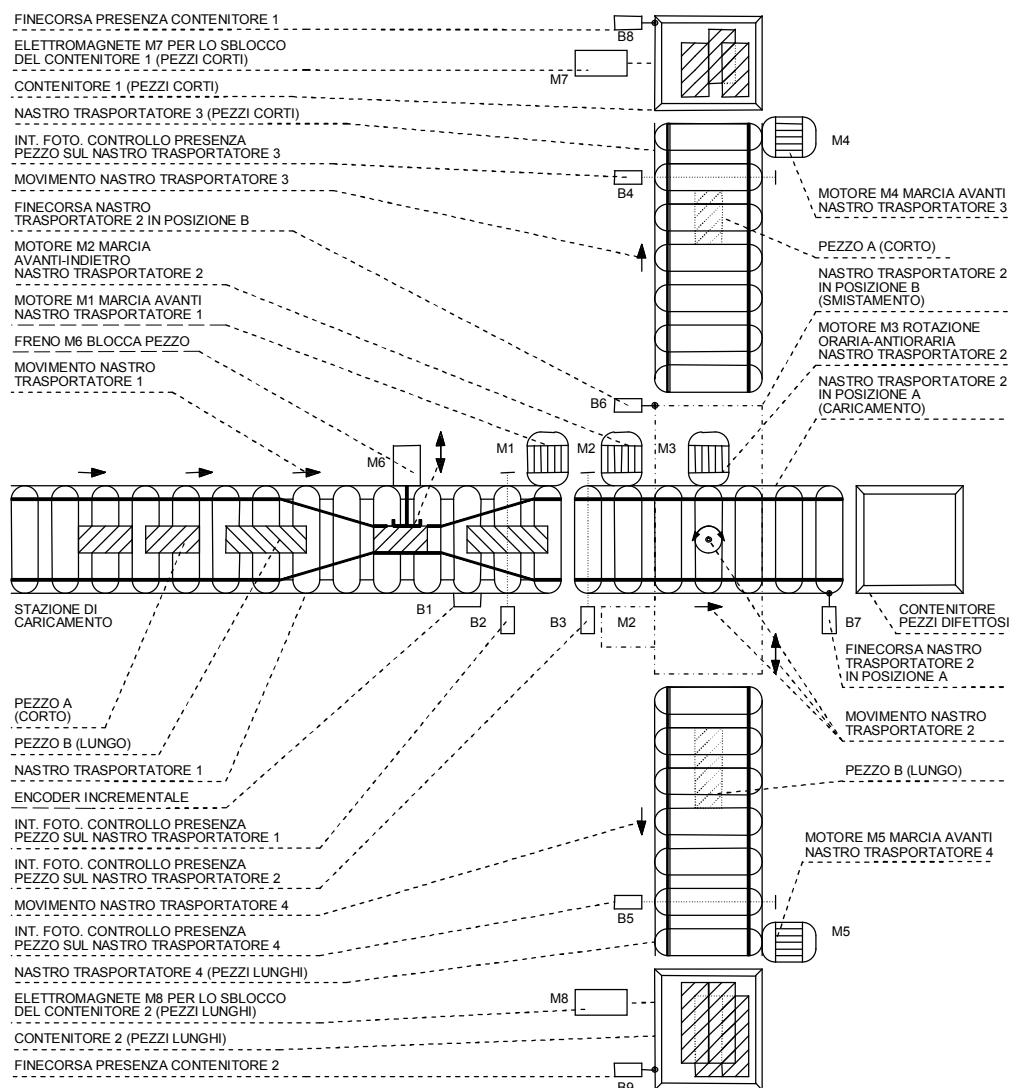 FINECORSA PRESENZA CONTENITORE 1
ELETTROMAGNETE M7 PER LO SBLOCCO
DEL CONTENITORE 1 (PEZZI CORTI)
CONTENITORE 1 (PEZZI CORTI)
NASTRO TRASPORTATORE 3 (PEZZI CORTI)
INT. FOTO. CONTROLLO PRESENZA
PEZZO SUL NASTRO TRASPORTATORE 3
MOVIMENTO NASTRO TRASPORTATORE 3
FINECORSA NASTRO
TRASPORTATORE 2 IN POSIZIONE B
MOTORE M2 MARCIA
AVANTI-INDIETRO
NASTRO TRASPORTATORE 2
MOTORE M1 MARCIA AVANTI
NASTRO TRASPORTATORE 1
FRENO M6 BLOCCA PEZZO
MOVIMENTO NASTRO
TRASPORTATORE 1
B8
M7
M4
B4
MOTORE M4 MARCIA AVANTI
NASTRO TRASPORTATORE 3
PEZZO A (CORTO)
NASTRO TRASPORTATORE 2
IN POSIZIONE B
(SMISTAMENTO)
MOTORE M3 ROTAZIONE
ORARIA-ANTIORARIA
NASTRO TRASPORTATORE 2
NASTRO TRASPORTATORE 2
IN POSIZIONE A
(CARICAMENTO)
B6
M6
M1
M2
M3
STAZIONE DI
CARICAMENTO
B1
B2
B3
M2
B7
CONTENITORE
PEZZI DIFETTOSI
FINECORSA NASTRO
TRASPORTATORE 2
IN POSIZIONE A
MOVIMENTO NASTRO
TRASPORTATORE 2
PEZZO B (LUNGO)
MOTORE M5 MARCIA AVANTI
NASTRO TRASPORTATORE 4
PEZZO A
(CORTO)
PEZZO B (LUNGO)
NASTRO TRASPORTATORE 1
ENCODER INCREMENTALE
INT. FOTO. CONTROLLO PRESENZA
PEZZO SUL NASTRO TRASPORTATORE 1
INT. FOTO. CONTROLLO PRESENZA
PEZZO SUL NASTRO TRASPORTATORE 2
MOVIMENTO NASTRO TRASPORTATORE 4
INT. FOTO. CONTROLLO PRESENZA
PEZZO SUL NASTRO TRASPORTATORE 4
NASTRO TRASPORTATORE 4 (PEZZI LUNGHI)
ELETTROMAGNETE M8 PER LO SBLOCCO
DEL CONTENITORE 2 (PEZZI LUNGHI)
CONTENITORE 2 (PEZZI LUNGHI)
FINECORSA PRESENZA CONTENITORE 2
B5
M5
M8
B9